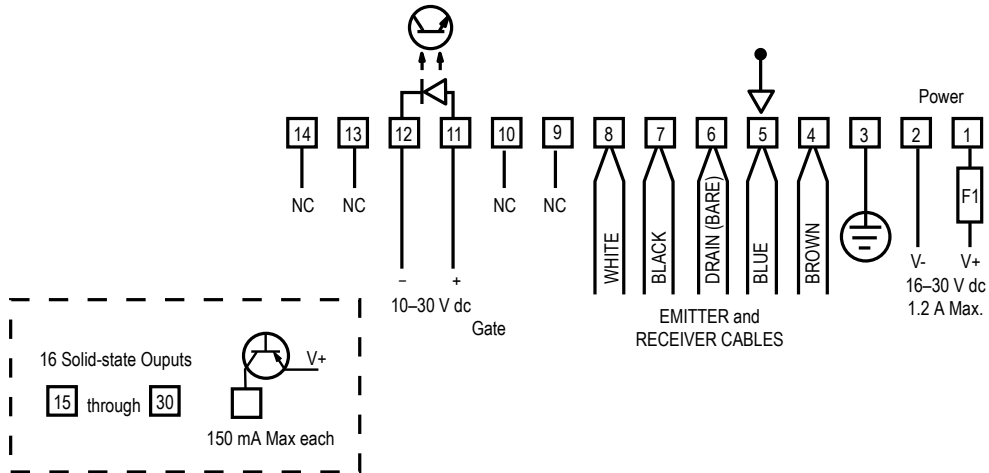 Power
14 13 12 11 10 9 8 7 6 5 4 3 2 1
F1
NC NC NC NC
WHITE
BLACK
DRAIN (BARE)
BLUE
BROWN
– +
10–30 V dc
Gate
EMITTER and
RECEIVER CABLES
V- V+
16–30 V dc
1.2 A Max.
16 Solid-state Ouputs
15 through 30
V+
150 mA Max each